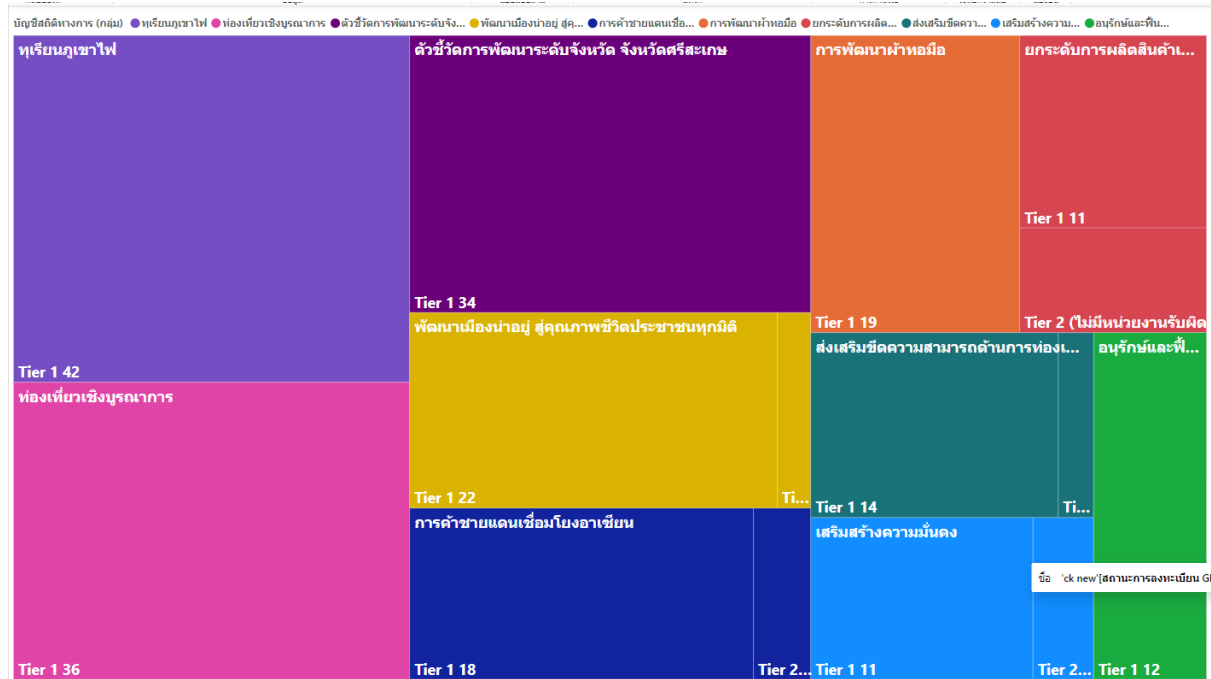 บัญชีสถิติทางการ (กลุ่ม) ทุเรียนภูเขาไฟ ท่องเที่ยวเชิงบูรณาการ ตัวชี้วัดการพัฒนาระดับจัง... พัฒนาเมืองน่าอยู่ สู่คุ... การค้าชายแดนเชื่อ... การพัฒนาผ้าทอมือ ยกระดับการผลิต... ส่งเสริมขีดควา... เสริมสร้างความ... อนุรักษ์และฟื้น...
ทุเรียนภูเขาไฟ
Tier 1 42
ท่องเที่ยวเชิงบูรณาการ
Tier 1 36
ตัวชี้วัดการพัฒนาระดับจังหวัด จังหวัดศรีสะเกษ
Tier 1 34
พัฒนาเมืองน่าอยู่ สู่คุณภาพชีวิตประชาชนทุกมิติ
Tier 1 22
Ti...
การค้าชายแดนเชื่อมโยงอาเซียน
Tier 1 18
Tier 2...
การพัฒนาผ้าทอมือ
Tier 1 19
ยกระดับการผลิตสินค้าเ...
Tier 1 11
Tier 2 (ไม่มีหน่วยงานรับผิด
ส่งเสริมขีดความสามารถด้านการท่องเ...
Tier 1 14
Ti...
เสริมสร้างความมั่นคง
Tier 1 11
Tier 2...
อนุรักษ์และฟื้...
Tier 1 12
ชื่อ 'ck new'[สถานะการลงทะเบียน